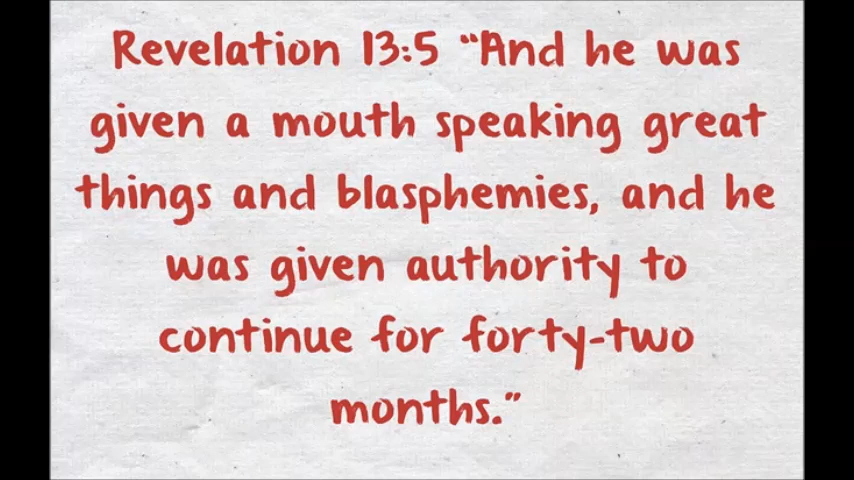 Revelation 13:5 “And he was
given a mouth speaking great
things and blasphemies, and he
was given authority to
continue for forty-two
months.”